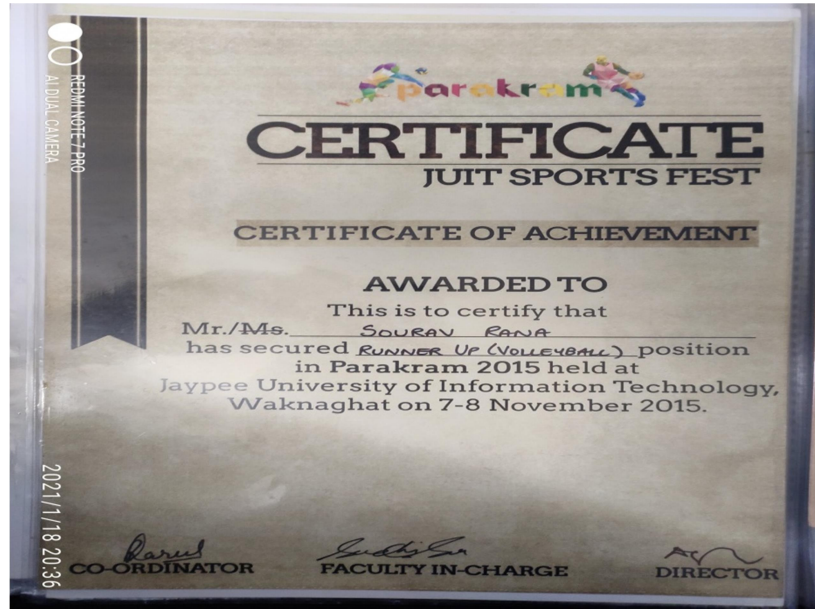 parakram
CERTIFICATE
JUIT SPORTS FEST
CERTIFICATE OF ACHIEVEMENT
AWARDED TO
This is to certify that
Mr./Ms. SOURAV RANA
has secured RUNNER UP (VOLLEYBALL) position
in Parakram 2015 held at
Jaypee University of Information Technology,
Waknaghat on 7-8 November 2015.
CO-ORDINATOR FACULTY IN-CHARGE DIRECTOR
REDMI NOTE 7 PRO
AI DUAL CAMERA
2021/1/18 20:36